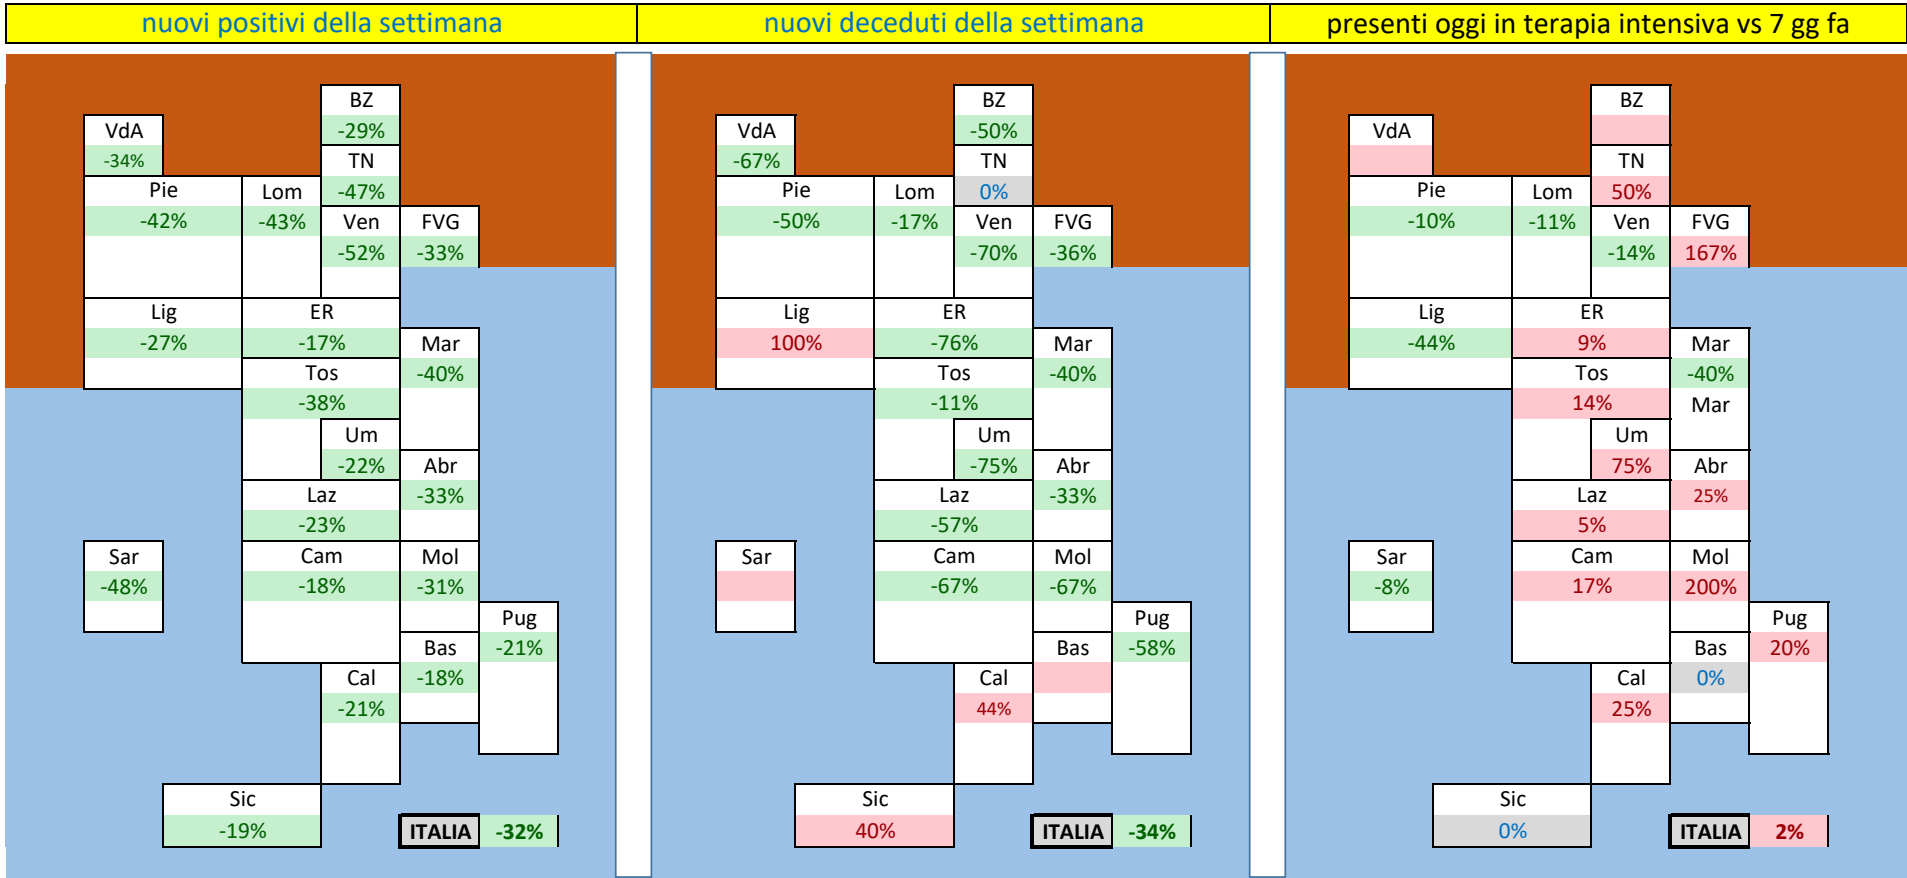 nuovi positivi della settimana
nuovi deceduti della settimana
presenti oggi in terapia intensiva vs 7 gg fa
BZ
VdA
-29%
-34%
TN
Pie
Lom
-47%
-42%
-43%
Ven
FVG
-52%
-33%
Lig
ER
-27%
-17%
Mar
Tos
-40%
-38%
Um
-22%
Abr
Laz
-33%
-23%
Sar
Cam
Mol
-48%
-18%
-31%
Pug
Bas
-21%
Cal
-18%
-21%
Sic
-19%
ITALIA
-32%
BZ
VdA
-50%
-67%
TN
Pie
Lom
0%
-50%
-17%
Ven
FVG
-70%
-36%
Lig
ER
100%
-76%
Mar
Tos
-40%
-11%
Um
-75%
Abr
Laz
-33%
-57%
Sar
Cam
Mol
-67%
-67%
Pug
Bas
-58%
Cal
44%
Sic
40%
ITALIA
-34%
BZ
VdA
TN
Pie
Lom
50%
-10%
-11%
Ven
FVG
-14%
167%
Lig
ER
-44%
9%
Mar
Tos
-40%
14%
Mar
Um
75%
Abr
Laz
25%
5%
Sar
Cam
Mol
-8%
17%
200%
Pug
Bas
20%
Cal
0%
25%
Sic
0%
ITALIA
2%